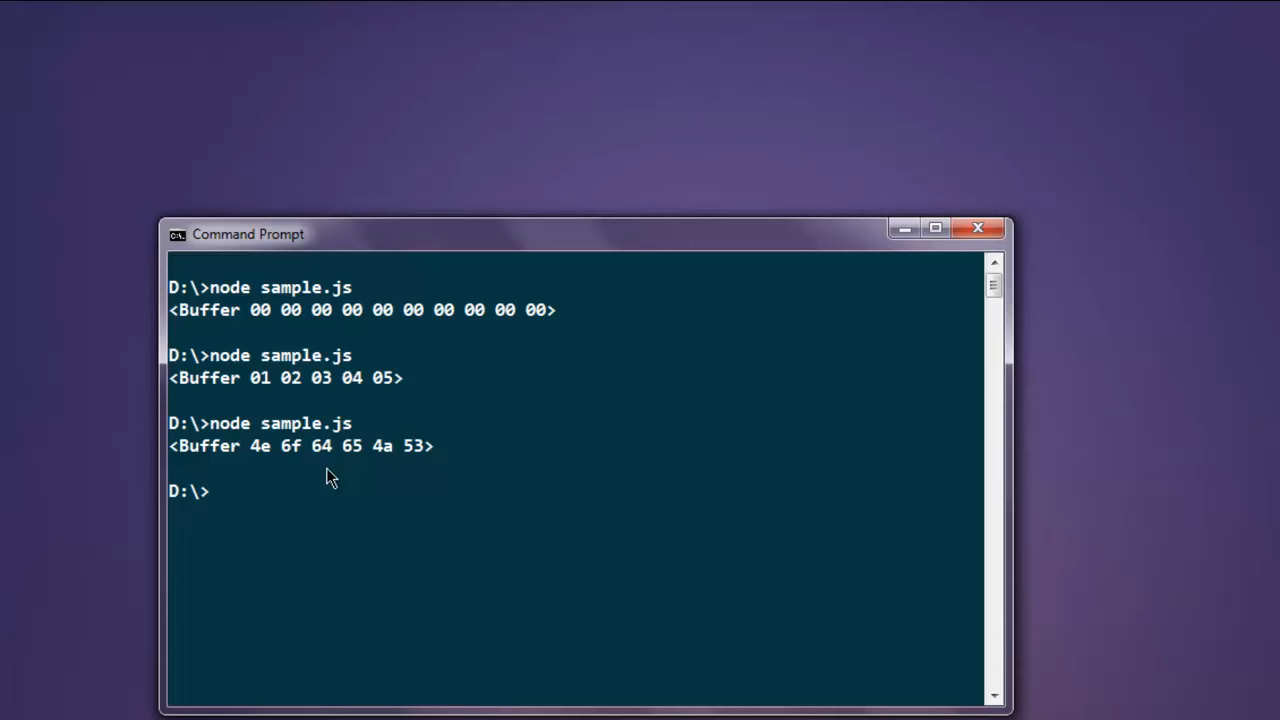 Command Prompt
D:\>node sample.js
<Buffer 00 00 00 00 00 00 00 00 00 00>
D:\>node sample.js
<Buffer 01 02 03 04 05>
D:\>node sample.js
<Buffer 4e 6f 64 65 4a 53>
D:\>